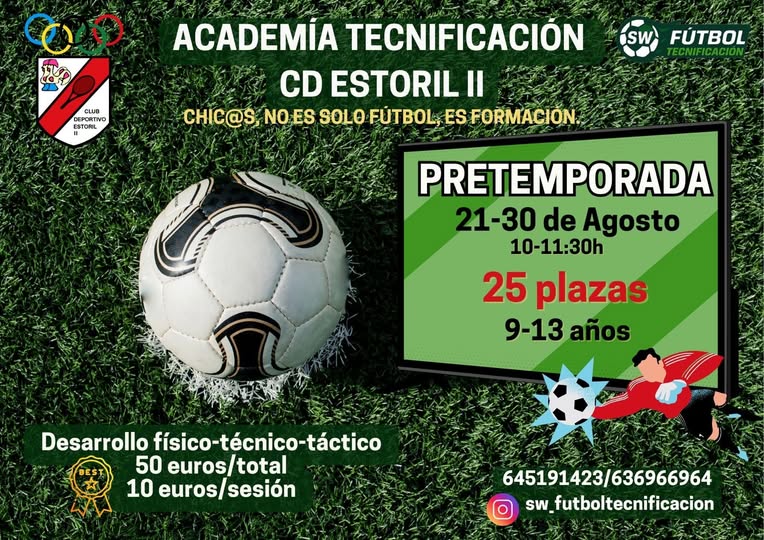 ACADEMÍA TECNIFICACIÓN
CD ESTORIL II
CHIC@S, NO ES SOLO FÚTBOL, ES FORMACIÓN.
SW FÚTBOL
TECNIFICACIÓN
CLUB
DEPORTIVO
ESTORIL
II
PRETEMPORADA
21-30 de Agosto
10-11:30h
25 plazas
9-13 años
Desarrollo físico-técnico-táctico
50 euros/total
10 euros/sesión
BEST
645191423/636966964
sw_futboltecnificacion